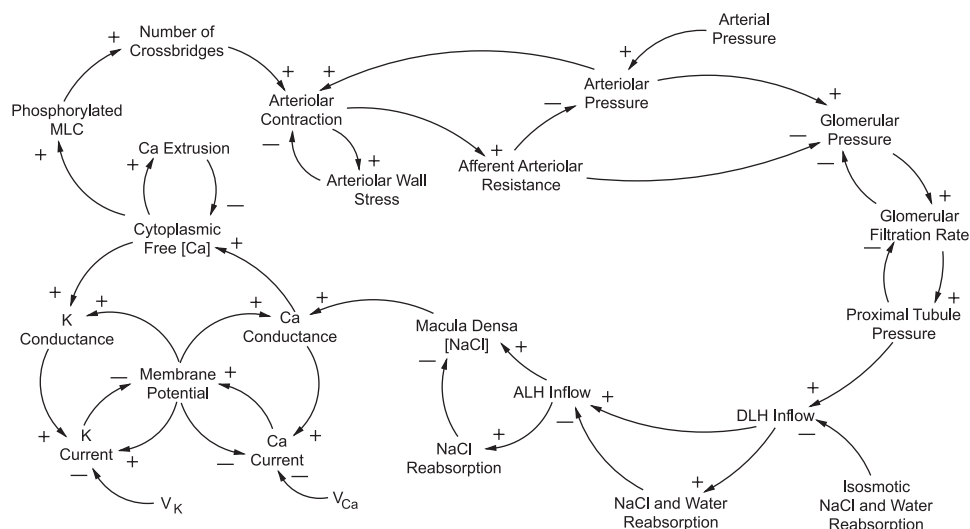 Number of
Crossbridges
Arterial
Pressure
+
+
+
+
Arteriolar
Pressure
Phosphorylated
MLC
Arteriolar
Contraction
—
+
Glomerular
Pressure
+
Ca Extrusion
+
—
+
+
Afferent Arteriolar
Resistance
—
—
Arteriolar Wall
Stress
+
Glomerular
Filtration Rate
—
Cytoplasmic
Free [Ca]
+
—
+
+
+
+
+
K
Conductance
Ca
Conductance
Macula Densa
[NaCl]
Proximal Tubule
Pressure
—
+
—
Membrane
Potential
+
ALH Inflow
+
+
DLH Inflow
—
—
+
K
Current
+
—
Ca
Current
+
+
NaCl
Reabsorption
—
—
+
V K
V Ca
NaCl and Water
Reabsorption
Isosmotic
NaCl and Water
Reabsorption